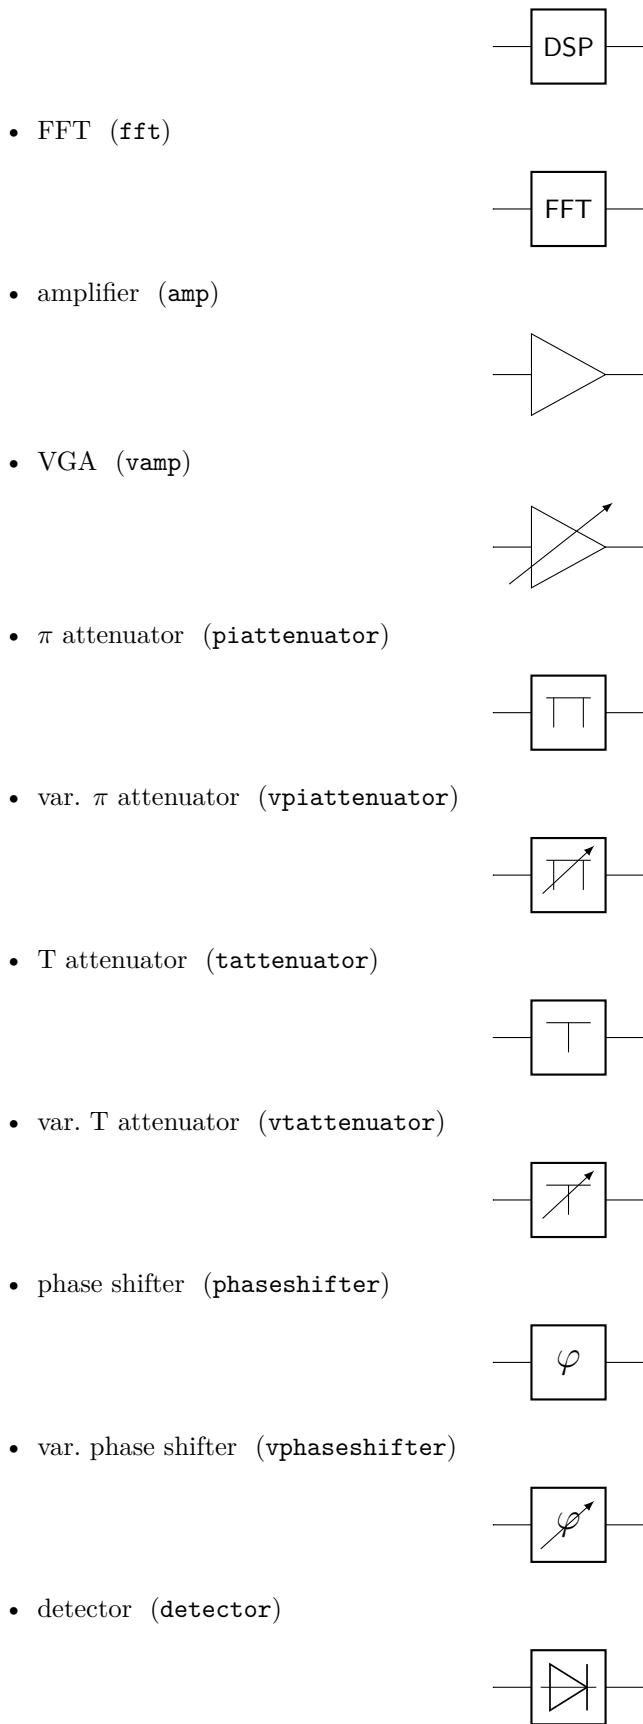 DSP
• FFT (fft)
FFT
• amplifier (amp)
• VGA (vamp)
• π attenuator (piattenuator)
• var. π attenuator (vpiattenuator)
• T attenuator (tattenuator)
• var. T attenuator (vtattenuator)
• phase shifter (phaseshifter)
φ
• var. phase shifter (vphaseshifter)
φ
• detector (detector)